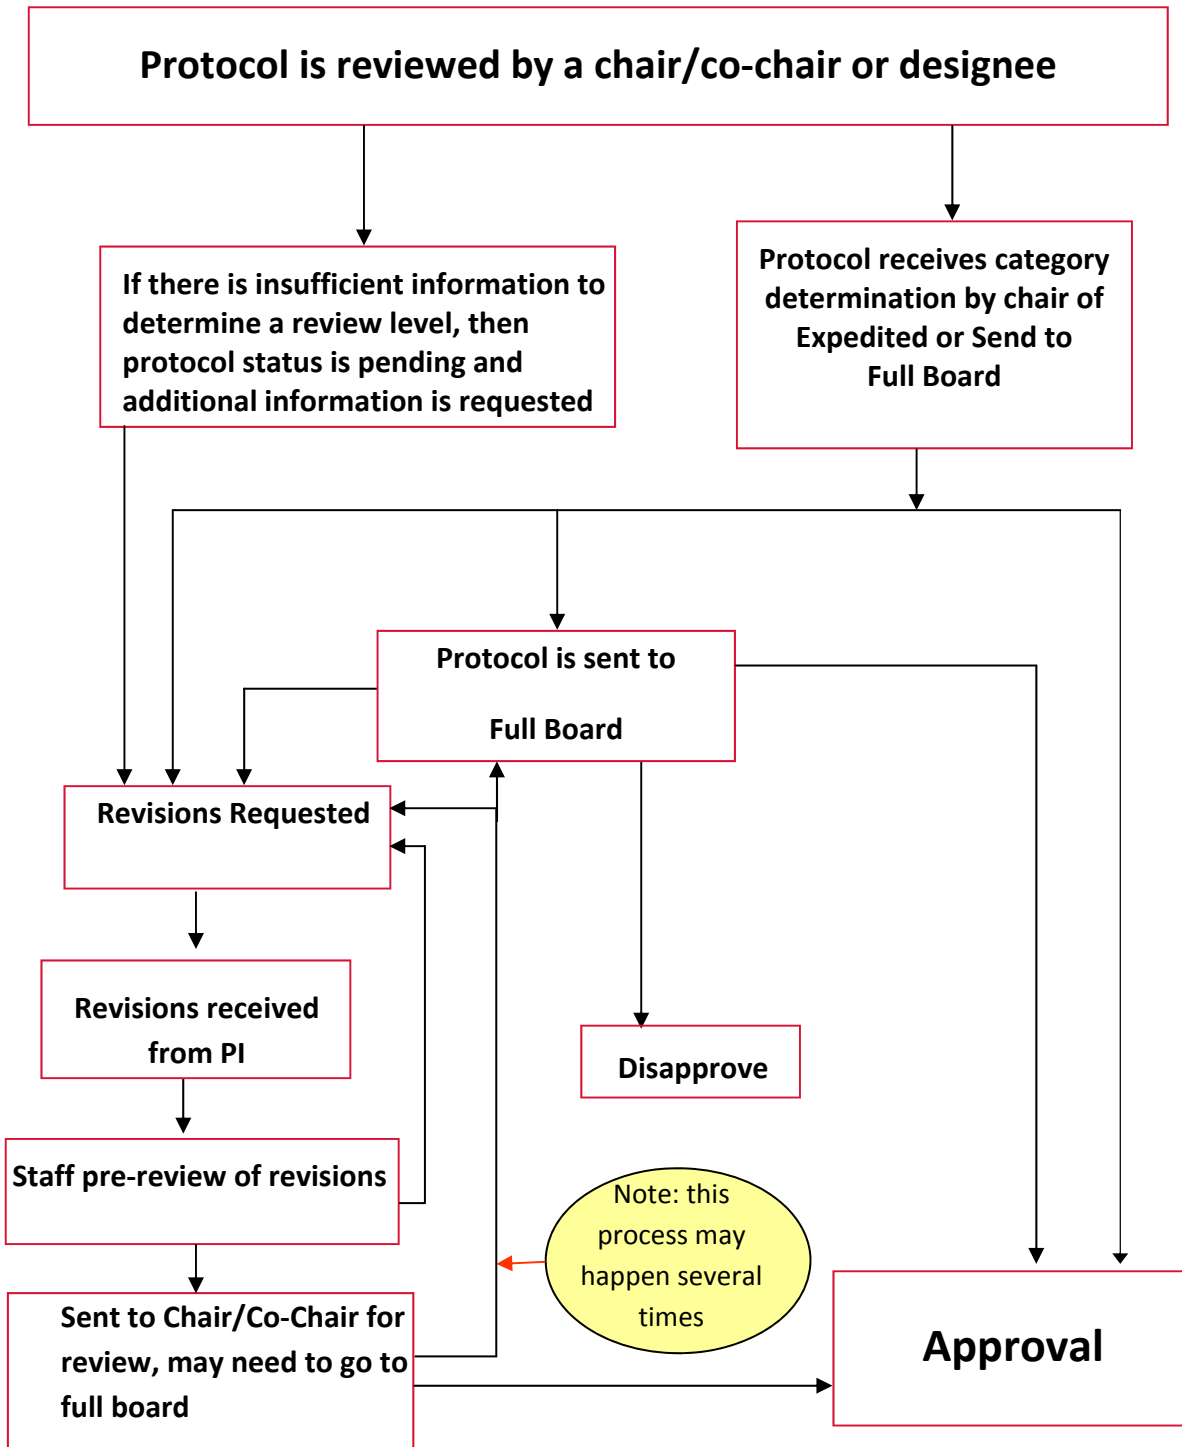 Protocol is reviewed by a chair/co-chair or designee
If there is insufficient information to
determine a review level, then
protocol status is pending and
additional information is requested
Protocol receives category
determination by chair of
Expedited or Send to
Full Board
Protocol is sent to
Full Board
Revisions Requested
Revisions received
from PI
Disapprove
Staff pre-review of revisions
Note: this
process may
happen several
times
Sent to Chair/Co-Chair for
review, may need to go to
full board
Approval